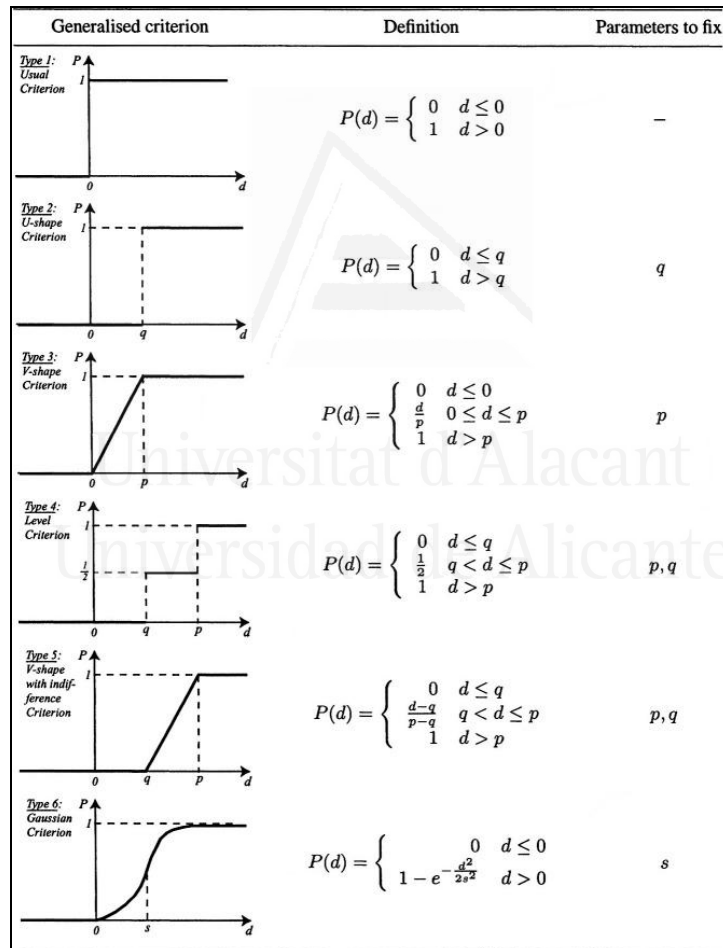 Generalised criterion Definition Parameters to fix
Type 1:
Usual
Criterion
P
1
0
d
P(d) = { 0 d ≤ 0
1 d > 0
–
Type 2:
U-shape
Criterion
P
1
0 q
d
P(d) = { 0 d ≤ q
1 d > q
q
Type 3:
V-shape
Criterion
P
1
0 p
d
P(d) = { 0 d ≤ 0
d/p 0 ≤ d ≤ p
1 d > p
p
Type 4:
Level
Criterion
P
1
1/2
0 q p
d
P(d) = { 0 d ≤ q
1/2 q < d ≤ p
1 d > p
p, q
Type 5:
V-shape
with indif-
ference
Criterion
P
1
0 q p
d
P(d) = { 0 d ≤ q
d−q/p−q q < d ≤ p
1 d > p
p, q
Type 6:
Gaussian
Criterion
P
1
0 s
d
P(d) = { 0 d ≤ 0
1 − e^−d²/2s² d > 0
s
Universitat d'Alacant
Universidad de Alicante